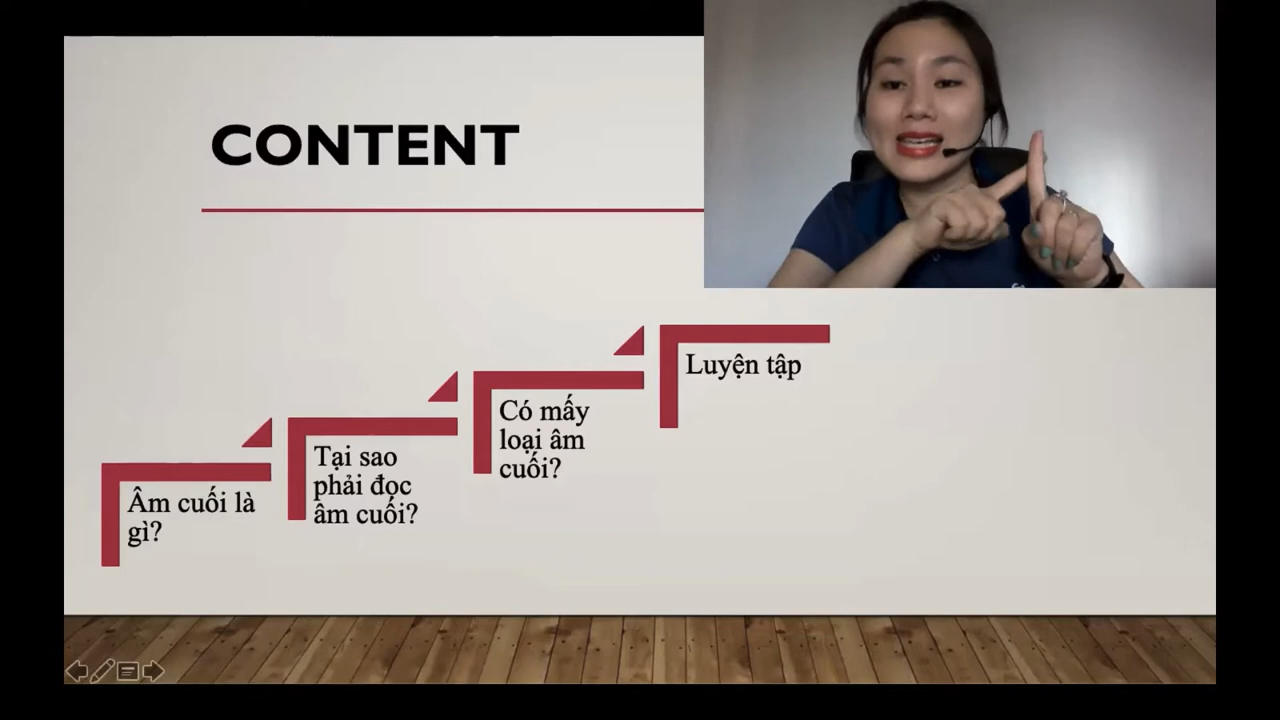 CONTENT
Âm cuối là
gì?
Tại sao
phải đọc
âm cuối?
Có mấy
loại âm
cuối?
Luyện tập